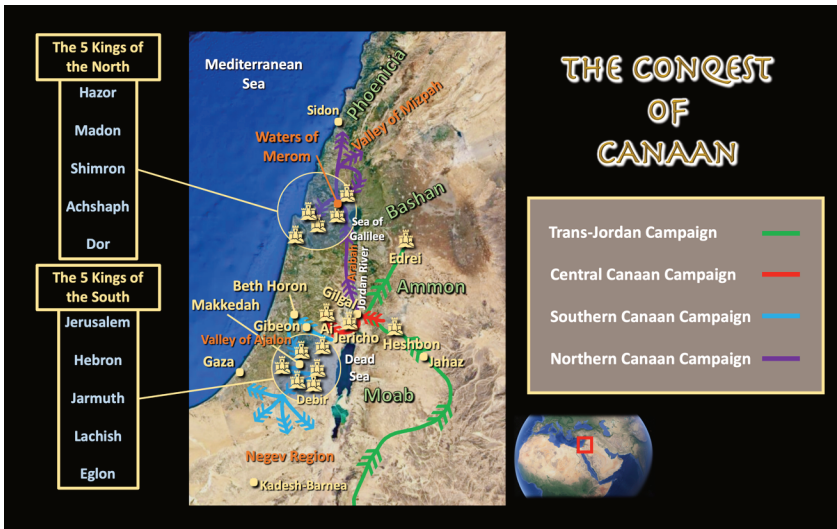 The 5 Kings of
the North
Hazor
Madon
Shimron
Achshaph
Dor
The 5 Kings of
the South
Jerusalem
Hebron
Jarmuth
Lachish
Eglon
Mediterranean
Sea
Phoenicia
Sidon
Valley of Mizpah
Waters of
Merom
Bashan
Sea of
Galilee
Edrei
Araban
Jordan River
Beth Horon
Gilgal
Ammon
Makkedah
Gibeon
Ai
Jericho
Heshbon
Valley of Ajalon
Jahaz
Gaza
Dead
Sea
Debir
Moab
Negev Region
Kadesh-Barnea
THE CONQEST
OF
CANAAN
Trans-Jordan Campaign
Central Canaan Campaign
Southern Canaan Campaign
Northern Canaan Campaign